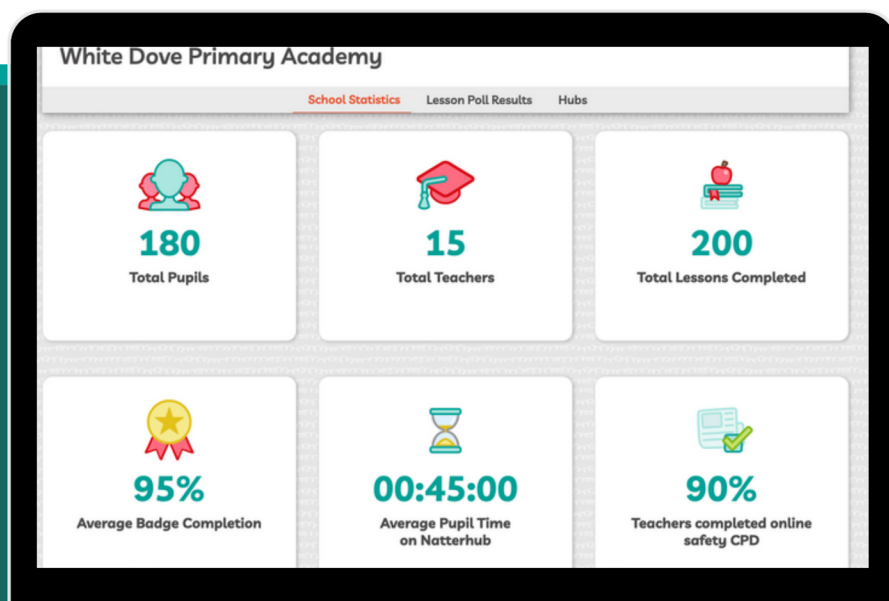 White Dove Primary Academy
School Statistics Lesson Poll Results Hubs
180
Total Pupils
15
Total Teachers
200
Total Lessons Completed
95%
Average Badge Completion
00:45:00
Average Pupil Time
on Natterhub
90%
Teachers completed online
safety CPD